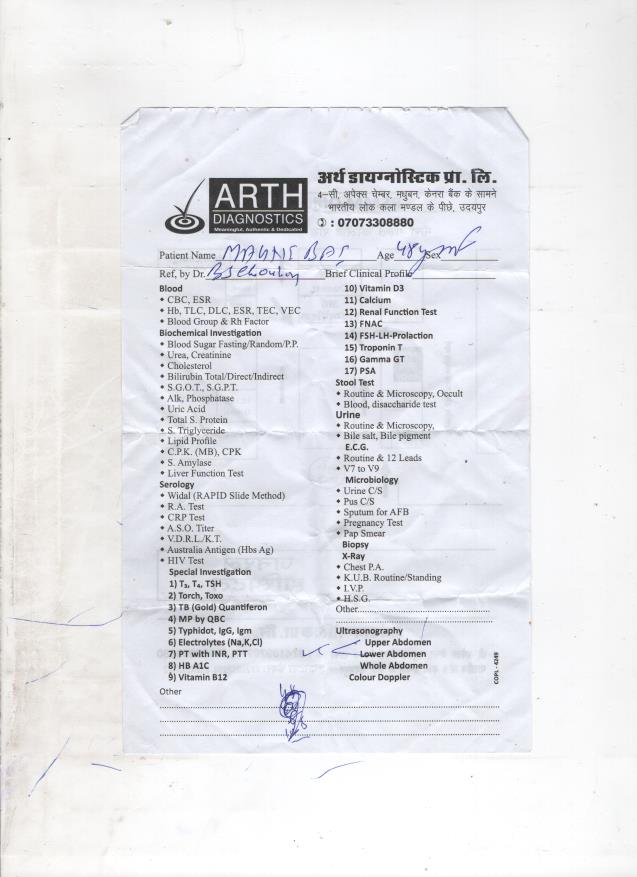 ARTH
DIAGNOSTICS
Meaningful, Authentic & Dedicated
अर्थ डायग्नोस्टिक प्रा. लि.
4-सी, अपेक्स चेम्बर, मधुबन, केनरा बैंक के सामने
भारतीय लोक कला मण्डल के पीछे, उदयपुर
: 07073308880
Patient Name MAHNI BAI Age 48y Sex
Ref, by Dr. BS Chouhan Brief Clinical Profile
Blood
CBC, ESR
Hb, TLC, DLC, ESR, TEC, VEC
Blood Group & Rh Factor
Biochemical Investigation
Blood Sugar Fasting/Random/P.P.
Urea, Creatinine
Cholesterol
Bilirubin Total/Direct/Indirect
S.G.O.T., S.G.P.T.
Alk, Phosphatase
Uric Acid
Total S. Protein
S. Triglyceride
Lipid Profile
C.P.K. (MB), CPK
S. Amylase
Liver Function Test
Serology
Widal (RAPID Slide Method)
R.A. Test
CRP Test
A.S.O. Titer
V.D.R.L./K.T.
Australia Antigen (Hbs Ag)
HIV Test
Special Investigation
1) T₃, T₄, TSH
2) Torch, Toxo
3) TB (Gold) Quantiferon
4) MP by QBC
5) Typhidot, IgG, Igm
6) Electrolytes (Na,K,Cl)
7) PT with INR, PTT
8) HB A1C
9) Vitamin B12
10) Vitamin D3
11) Calcium
12) Renal Function Test
13) FNAC
14) FSH-LH-Prolaction
15) Troponin T
16) Gamma GT
17) PSA
Stool Test
Routine & Microscopy, Occult
Blood, disaccharide test
Urine
Routine & Microscopy,
Bile salt, Bile pigment
E.C.G.
Routine & 12 Leads
V7 to V9
Microbiology
Urine C/S
Pus C/S
Sputum for AFB
Pregnancy Test
Pap Smear
Biopsy
X-Ray
Chest P.A.
K.U.B. Routine/Standing
I.V.P.
H.S.G.
Other
Ultrasonography
Upper Abdomen
Lower Abdomen
Whole Abdomen
Colour Doppler
COPL - 4249
Other